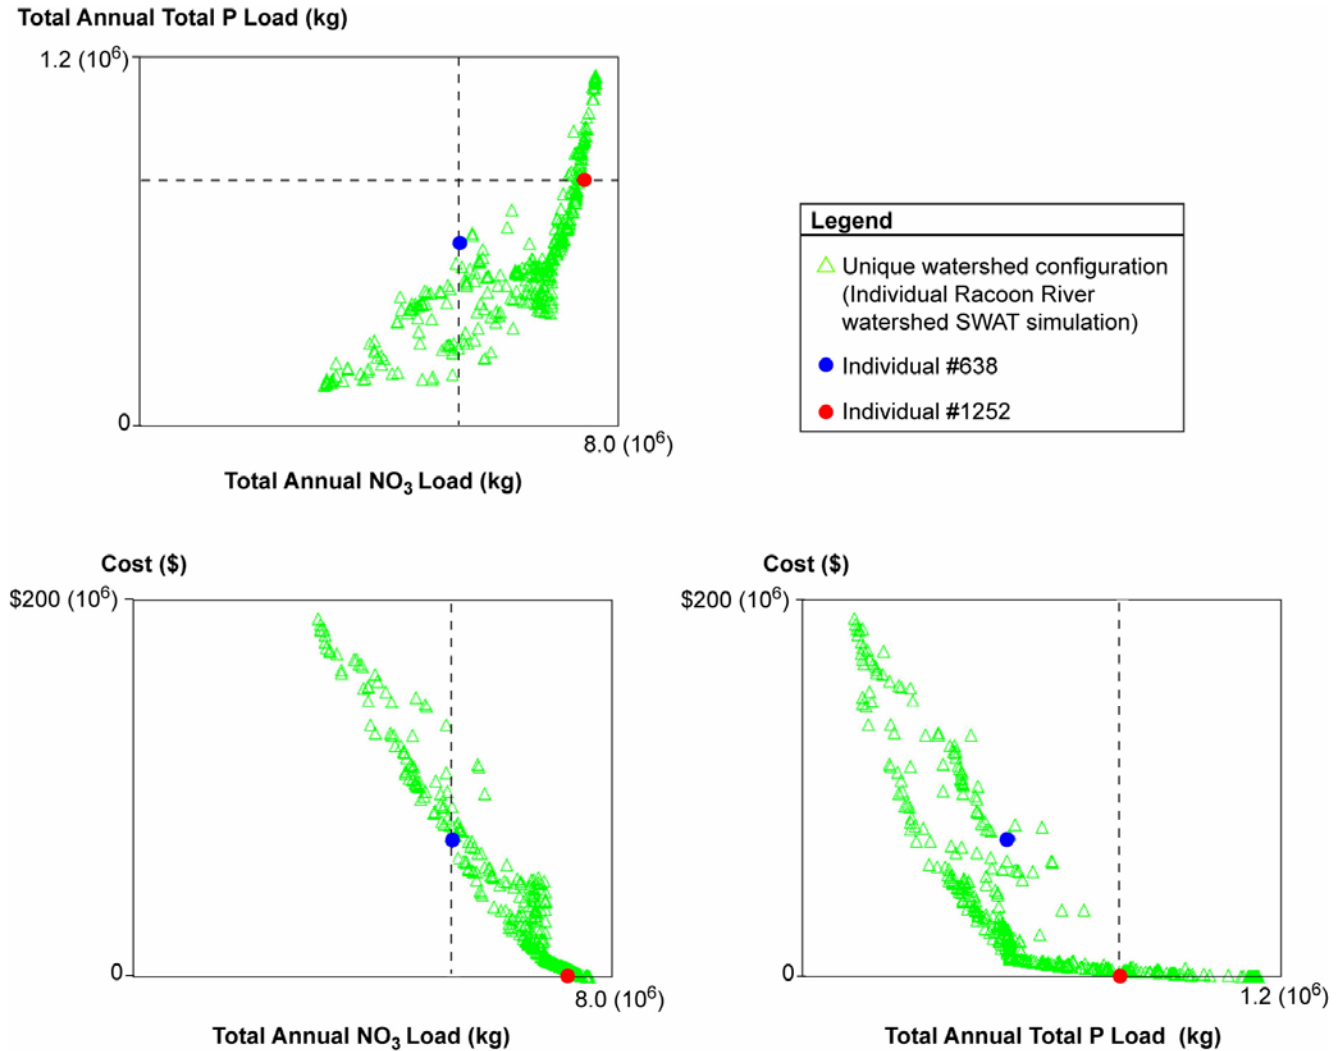 Total Annual Total P Load (kg)
1.2 (10⁶)
0
8.0 (10⁶)
Total Annual NO₃ Load (kg)
Legend
Unique watershed configuration
(Individual Racoon River
watershed SWAT simulation)
Individual #638
Individual #1252
Cost ($)
$200 (10⁶)
0
8.0 (10⁶)
Total Annual NO₃ Load (kg)
Cost ($)
$200 (10⁶)
0
1.2 (10⁶)
Total Annual Total P Load (kg)